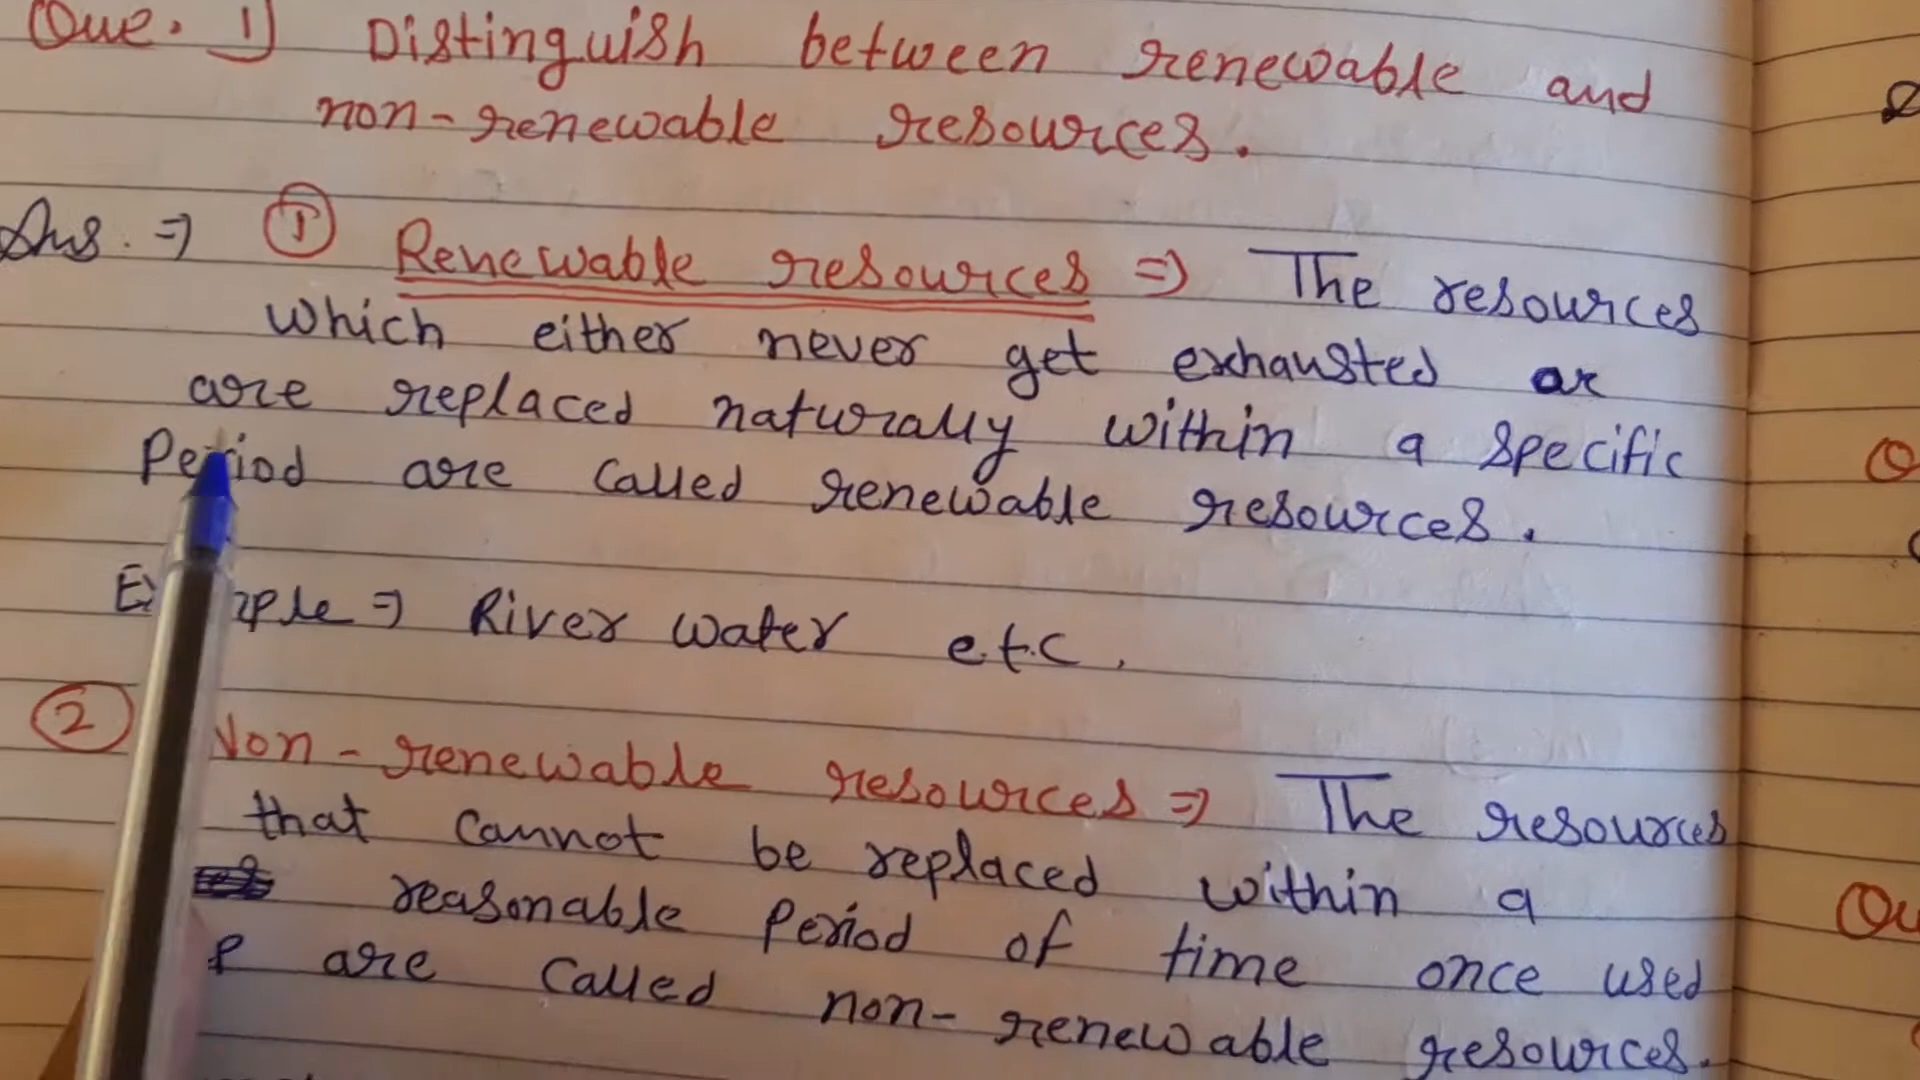 Que. 1) Distinguish between renewable and
non-renewable resources.
Ans. ⇒ ① Renewable resources ⇒ The resources
which either never get exhausted or
are replaced naturally within a specific
Period are called renewable resources.
⇒ River water etc.
② Non-renewable resources ⇒ The resources
that cannot be replaced within a
reasonable Period of time once used
are called non-renewable resources.